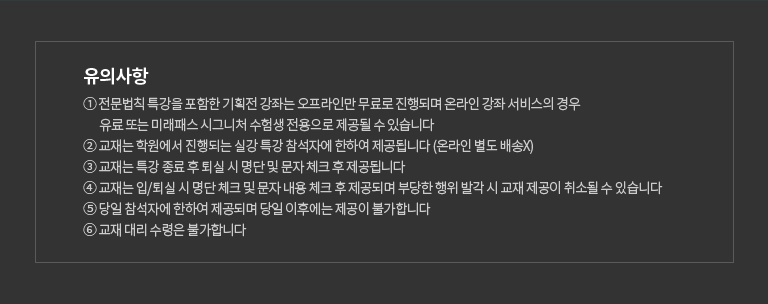 유의사항
① 전문법칙 특강을 포함한 기획전 강좌는 오프라인만 무료로 진행되며 온라인 강좌 서비스의 경우
유료 또는 미래패스 시그니처 수험생 전용으로 제공될 수 있습니다
② 교재는 학원에서 진행되는 실강 특강 참석자에 한하여 제공됩니다 (온라인 별도 배송X)
③ 교재는 특강 종료 후 퇴실 시 명단 및 문자 체크 후 제공됩니다
④ 교재는 입/퇴실 시 명단 체크 및 문자 내용 체크 후 제공되며 부당한 행위 발각 시 교재 제공이 취소될 수 있습니다
⑤ 당일 참석자에 한하여 제공되며 당일 이후에는 제공이 불가합니다
⑥ 교재 대리 수령은 불가합니다